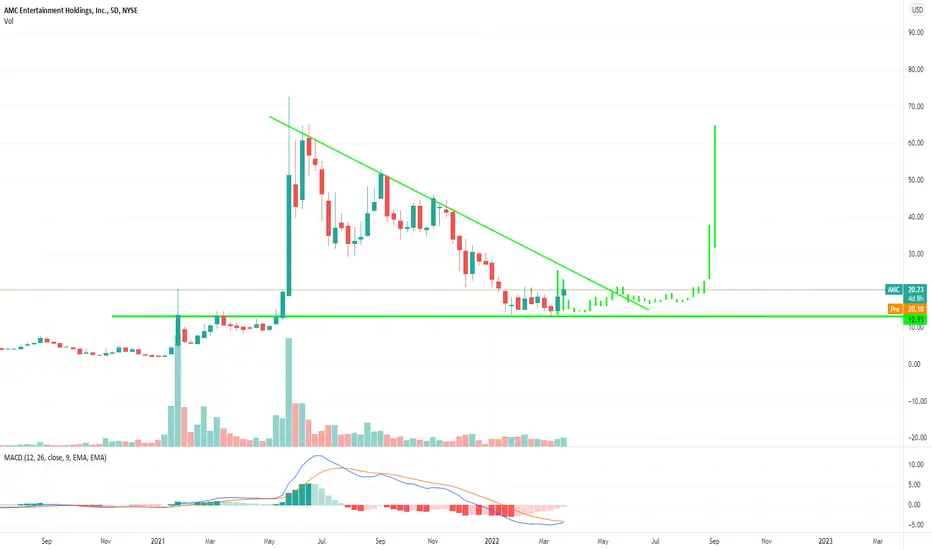 AMC Entertainment Holdings, Inc., 5D, NYSE
USD
Vol
90.00
80.00
70.00
60.00
50.00
40.00
30.00
AMC 20.23
4d 8h
Pre 20.10
12.91
10.00
0.00
−10.00
−20.00
MACD (12, 26, close, 9, EMA, EMA)
10.00
5.00
0.00
−5.00
Sep Nov 2021 Mar May Jul Sep Nov 2022 Mar May Jul Sep Nov 2023 Mar